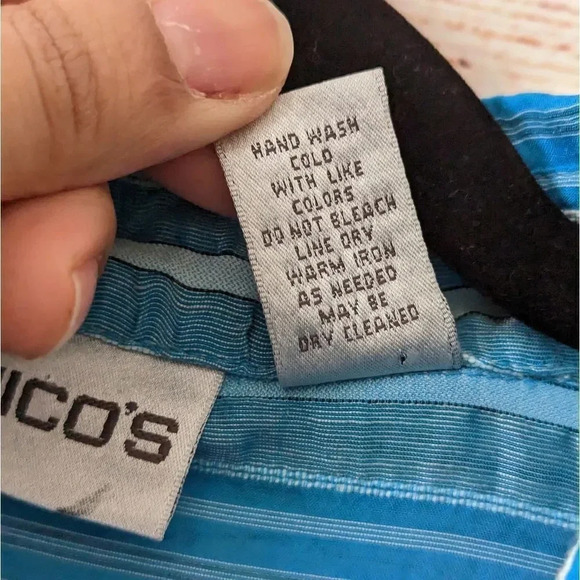 HAND WASH
COLD
WITH LIKE
COLORS
DO NOT BLEACH
LINE DRY
WARM IRON
AS NEEDED
MAY BE
DRY CLEANED
ICO'S